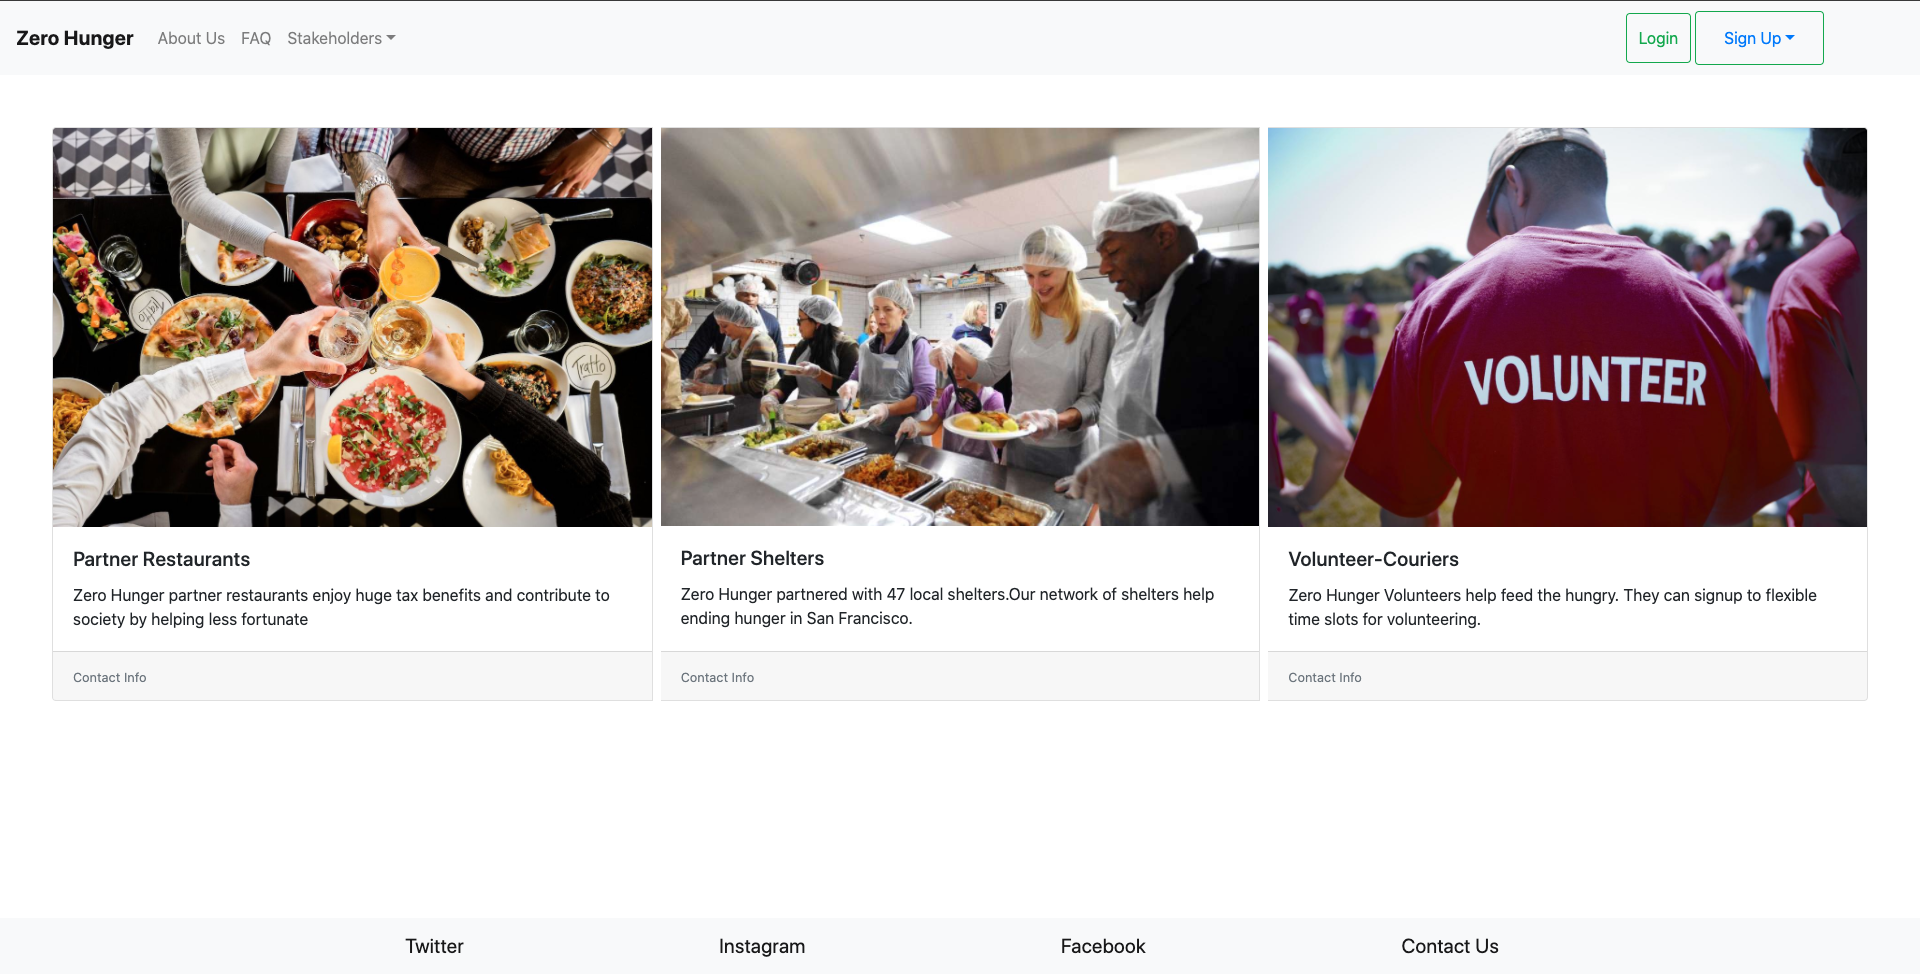 Zero Hunger About Us FAQ Stakeholders Login Sign Up
Tratto
Tratto
VOLUNTEER
Partner Restaurants
Zero Hunger partner restaurants enjoy huge tax benefits and contribute to
society by helping less fortunate
Contact Info
Partner Shelters
Zero Hunger partnered with 47 local shelters.Our network of shelters help
ending hunger in San Francisco.
Contact Info
Volunteer-Couriers
Zero Hunger Volunteers help feed the hungry. They can signup to flexible
time slots for volunteering.
Contact Info
Twitter Instagram Facebook Contact Us